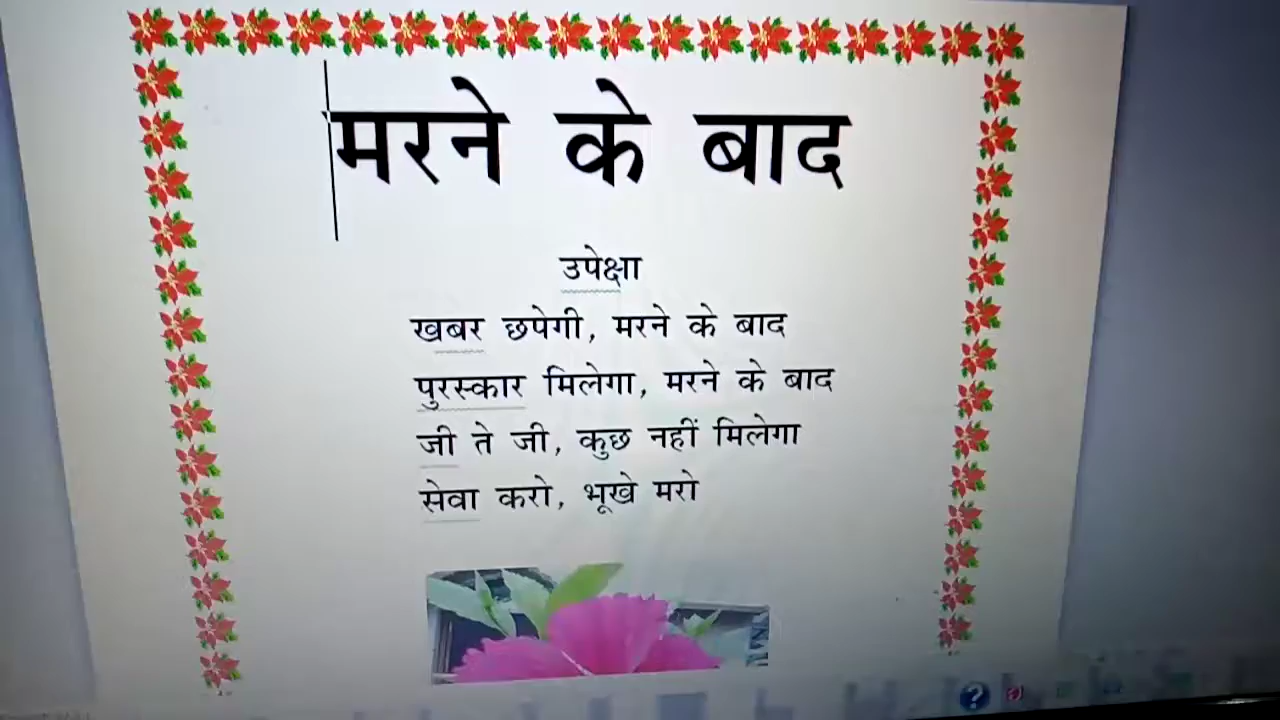 मरने के बाद
उपेक्षा
खबर छपेगी, मरने के बाद
पुरस्कार मिलेगा, मरने के बाद
जी ते जी, कुछ नहीं मिलेगा
सेवा करो, भूखे मरो